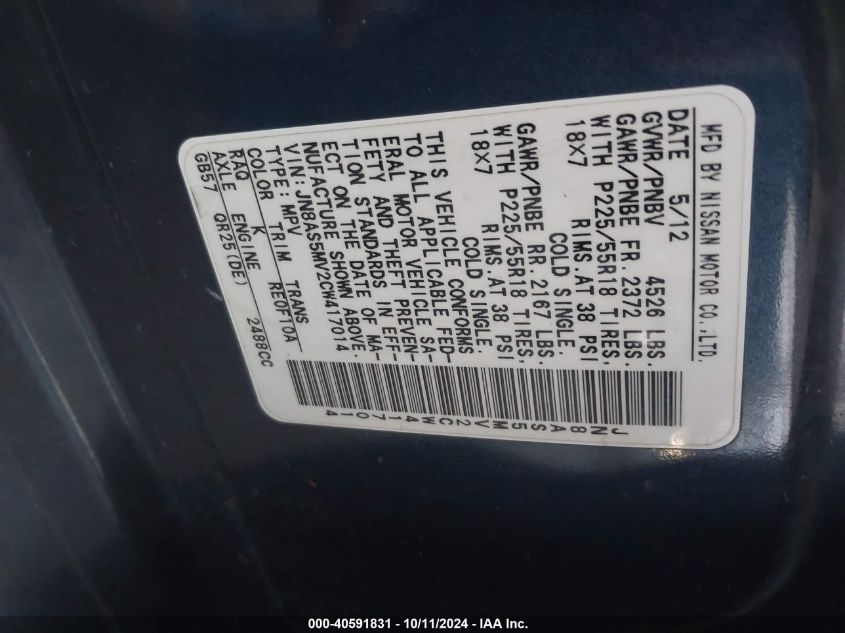 MFD BY NISSAN MOTOR CO.,LTD.
DATE 5/12
GVWR/PNBV 4526 LBS.
GAWR/PNBE FR. 2372 LBS.
WITH P225/55R18 TIRES,
18X7 RIMS. AT 38 PSI
COLD SINGLE.
GAWR/PNBE RR. 2167 LBS.
WITH P225/55R18 TIRES,
18X7 RIMS. AT 38 PSI
COLD SINGLE.
THIS VEHICLE CONFORMS
TO ALL APPLICABLE FED-
ERAL MOTOR VEHICLE SA-
FETY AND THEFT PREVEN-
TION STANDARDS IN EFF-
ECT ON THE DATE OF MA-
NUFACTURE SHOWN ABOVE.
VIN: JN8AS5MV2CW417014
TYPE: MPV
COLOR TRIM TRANS
RAQ K RE0F10A
AXLE ENGINE
GB57 QR25(DE) 2488CC
JN8AS5MV2CW417014
000-40591831 - 10/11/2024 - IAA Inc.